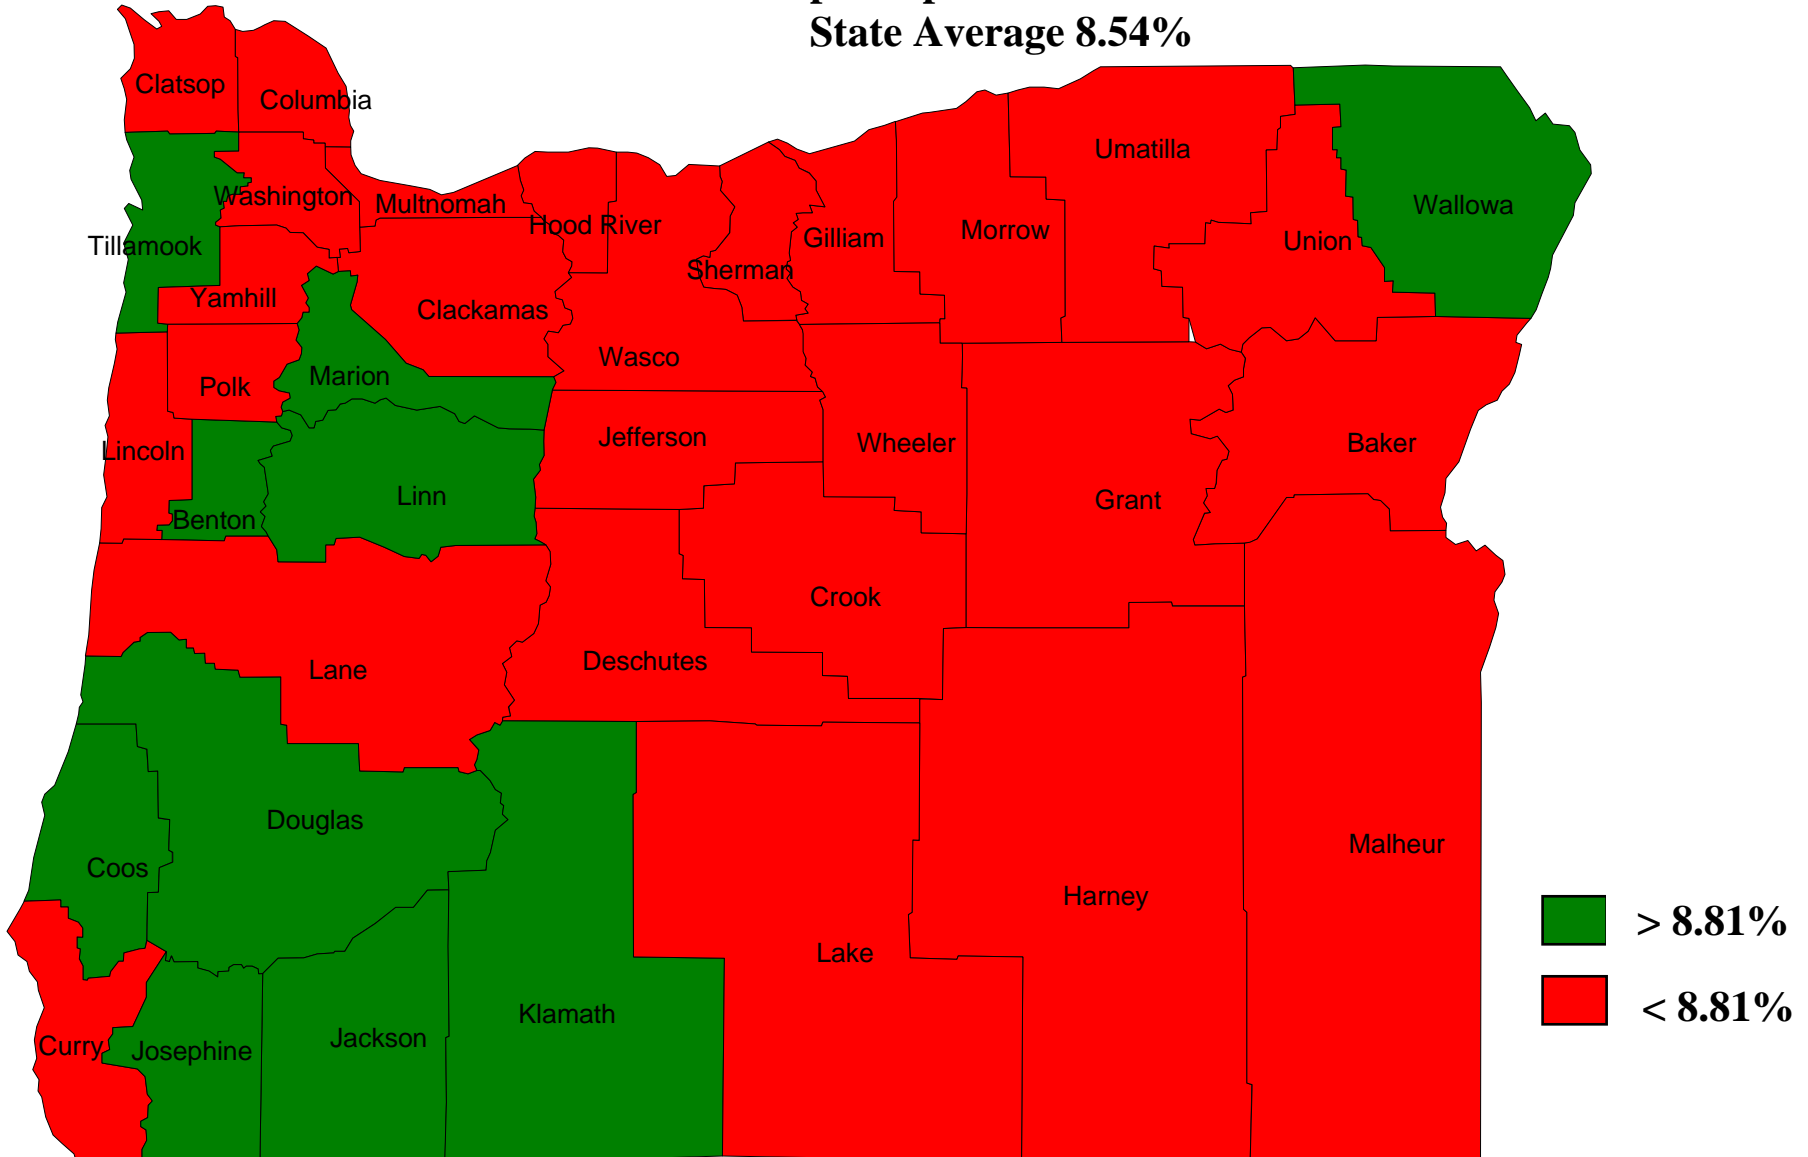 State Average 8.54%
Clatsop
Columbia
Umatilla
Washington
Multnomah
Wallowa
Tillamook
Hood River
Gilliam
Morrow
Union
Sherman
Yamhill
Clackamas
Wasco
Polk
Marion
Lincoln
Jefferson
Wheeler
Baker
Benton
Linn
Grant
Crook
Lane
Deschutes
Douglas
Malheur
Coos
Harney
> 8.81%
Lake
< 8.81%
Klamath
Curry
Josephine
Jackson